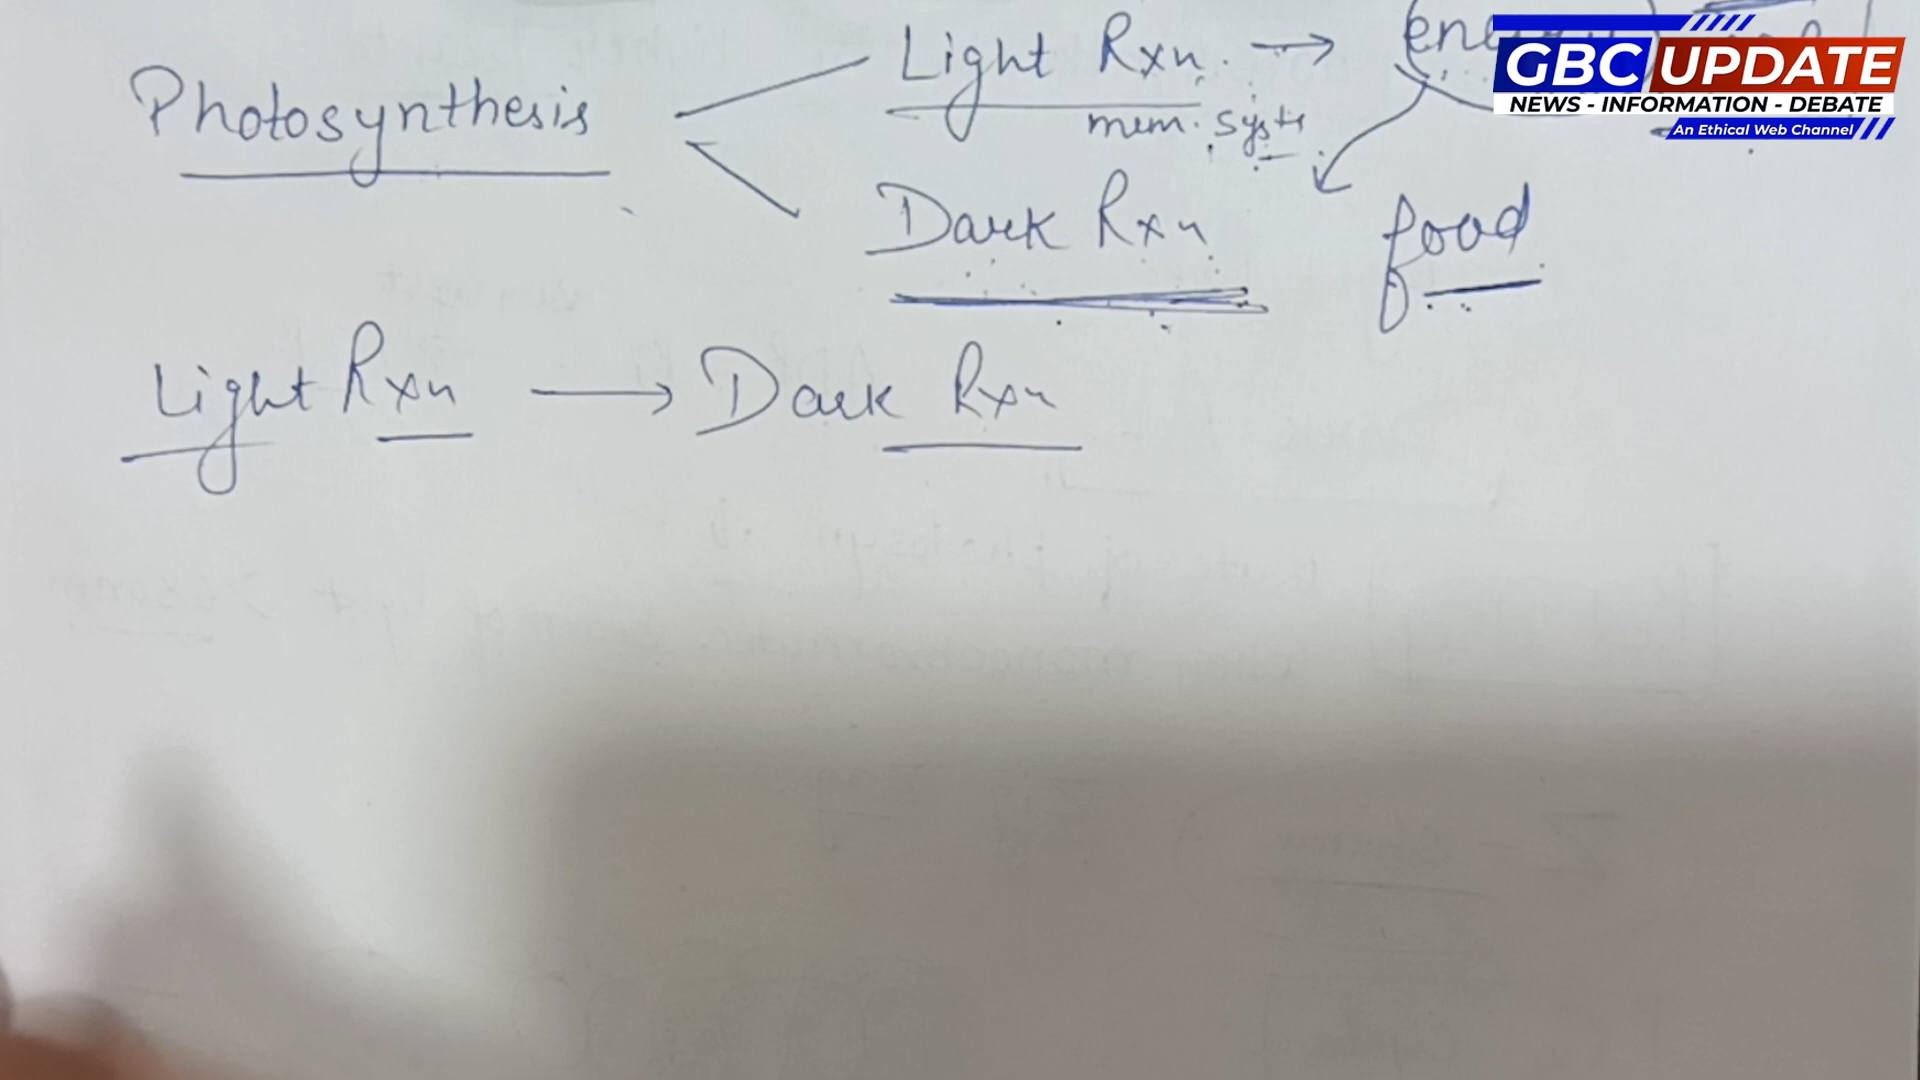 Light Rxn. →
Photosynthesis
mem. syst
Dark Rxn food
Light Rxn → Dark Rxn
GBC UPDATE
NEWS - INFORMATION - DEBATE
An Ethical Web Channel